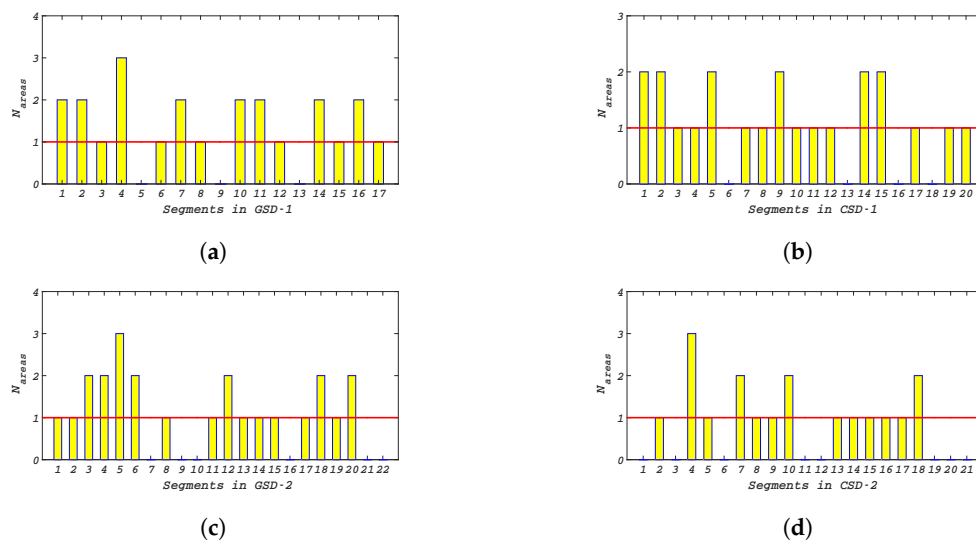 4
3
2
1
0
N areas
1 2 3 4 5 6 7 8 9 10 11 12 13 14 15 16 17
Segments in GSD-1
(a)
3
2
1
0
N areas
1 2 3 4 5 6 7 8 9 10 11 12 13 14 15 16 17 18 19 20
Segments in CSD-1
(b)
4
3
2
1
0
N areas
1 2 3 4 5 6 7 8 9 10 11 12 13 14 15 16 17 18 19 20 21 22
Segments in GSD-2
(c)
4
3
2
1
0
N areas
1 2 3 4 5 6 7 8 9 10 11 12 13 14 15 16 17 18 19 20 21
Segments in CSD-2
(d)